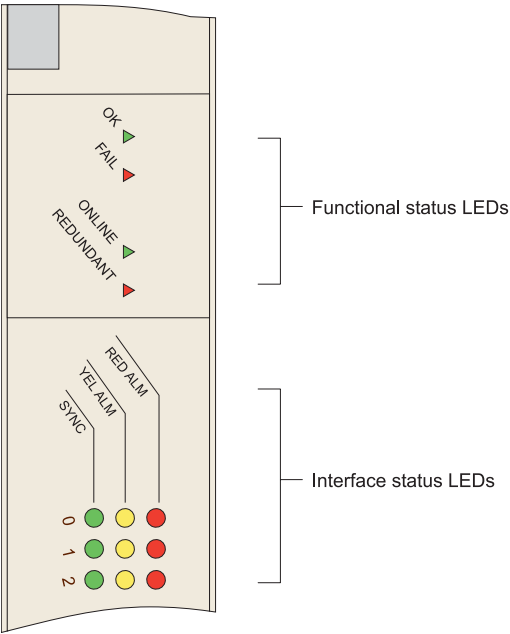 OK
FAIL
ONLINE
REDUNDANT
Functional status LEDs
RED ALM
YEL ALM
SYNC
Interface status LEDs
0
1
2